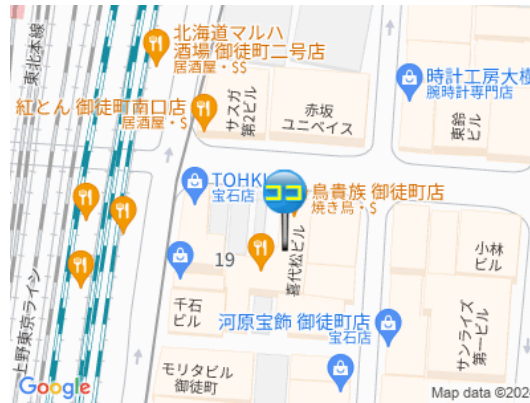 東北本線
北海道マルハ
酒場 御徒町二号店
居酒屋・$$
時計工房大樹
腕時計専門店
紅とん 御徒町南口店
居酒屋・$
サスガ
第2ビル
赤坂
ユニベイス
東鈴
ビル
TOHKI
宝石店
ココ
鳥貴族 御徒町店
焼き鳥・$
喜代松ビル
19
小林
ビル
上野東京ライン
千石
ビル
河原宝飾 御徒町店
宝石店
サンライズ
第一ビル
モリタビル
御徒町
Google
Map data ©202